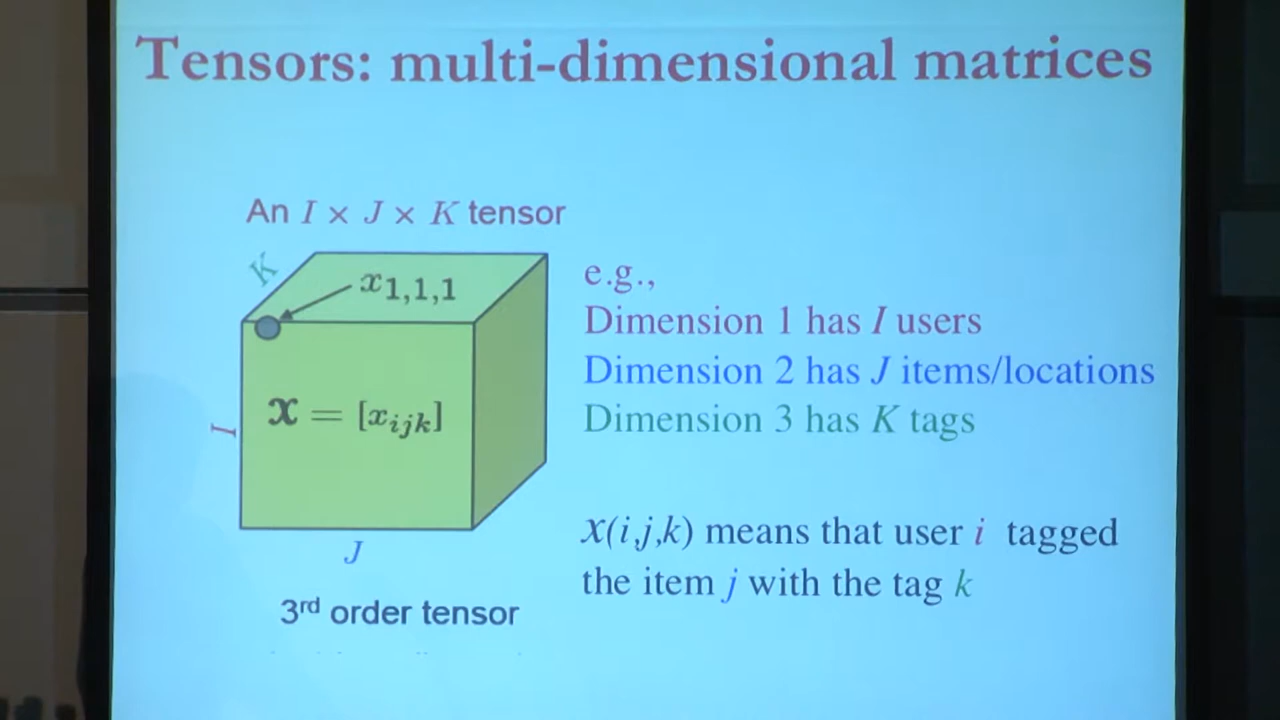 Tensors: multi-dimensional matrices
An I × J × K tensor
K
x1,1,1
I
𝔛 = [xijk]
J
3rd order tensor
e.g.,
Dimension 1 has I users
Dimension 2 has J items/locations
Dimension 3 has K tags
X(i,j,k) means that user i tagged
the item j with the tag k